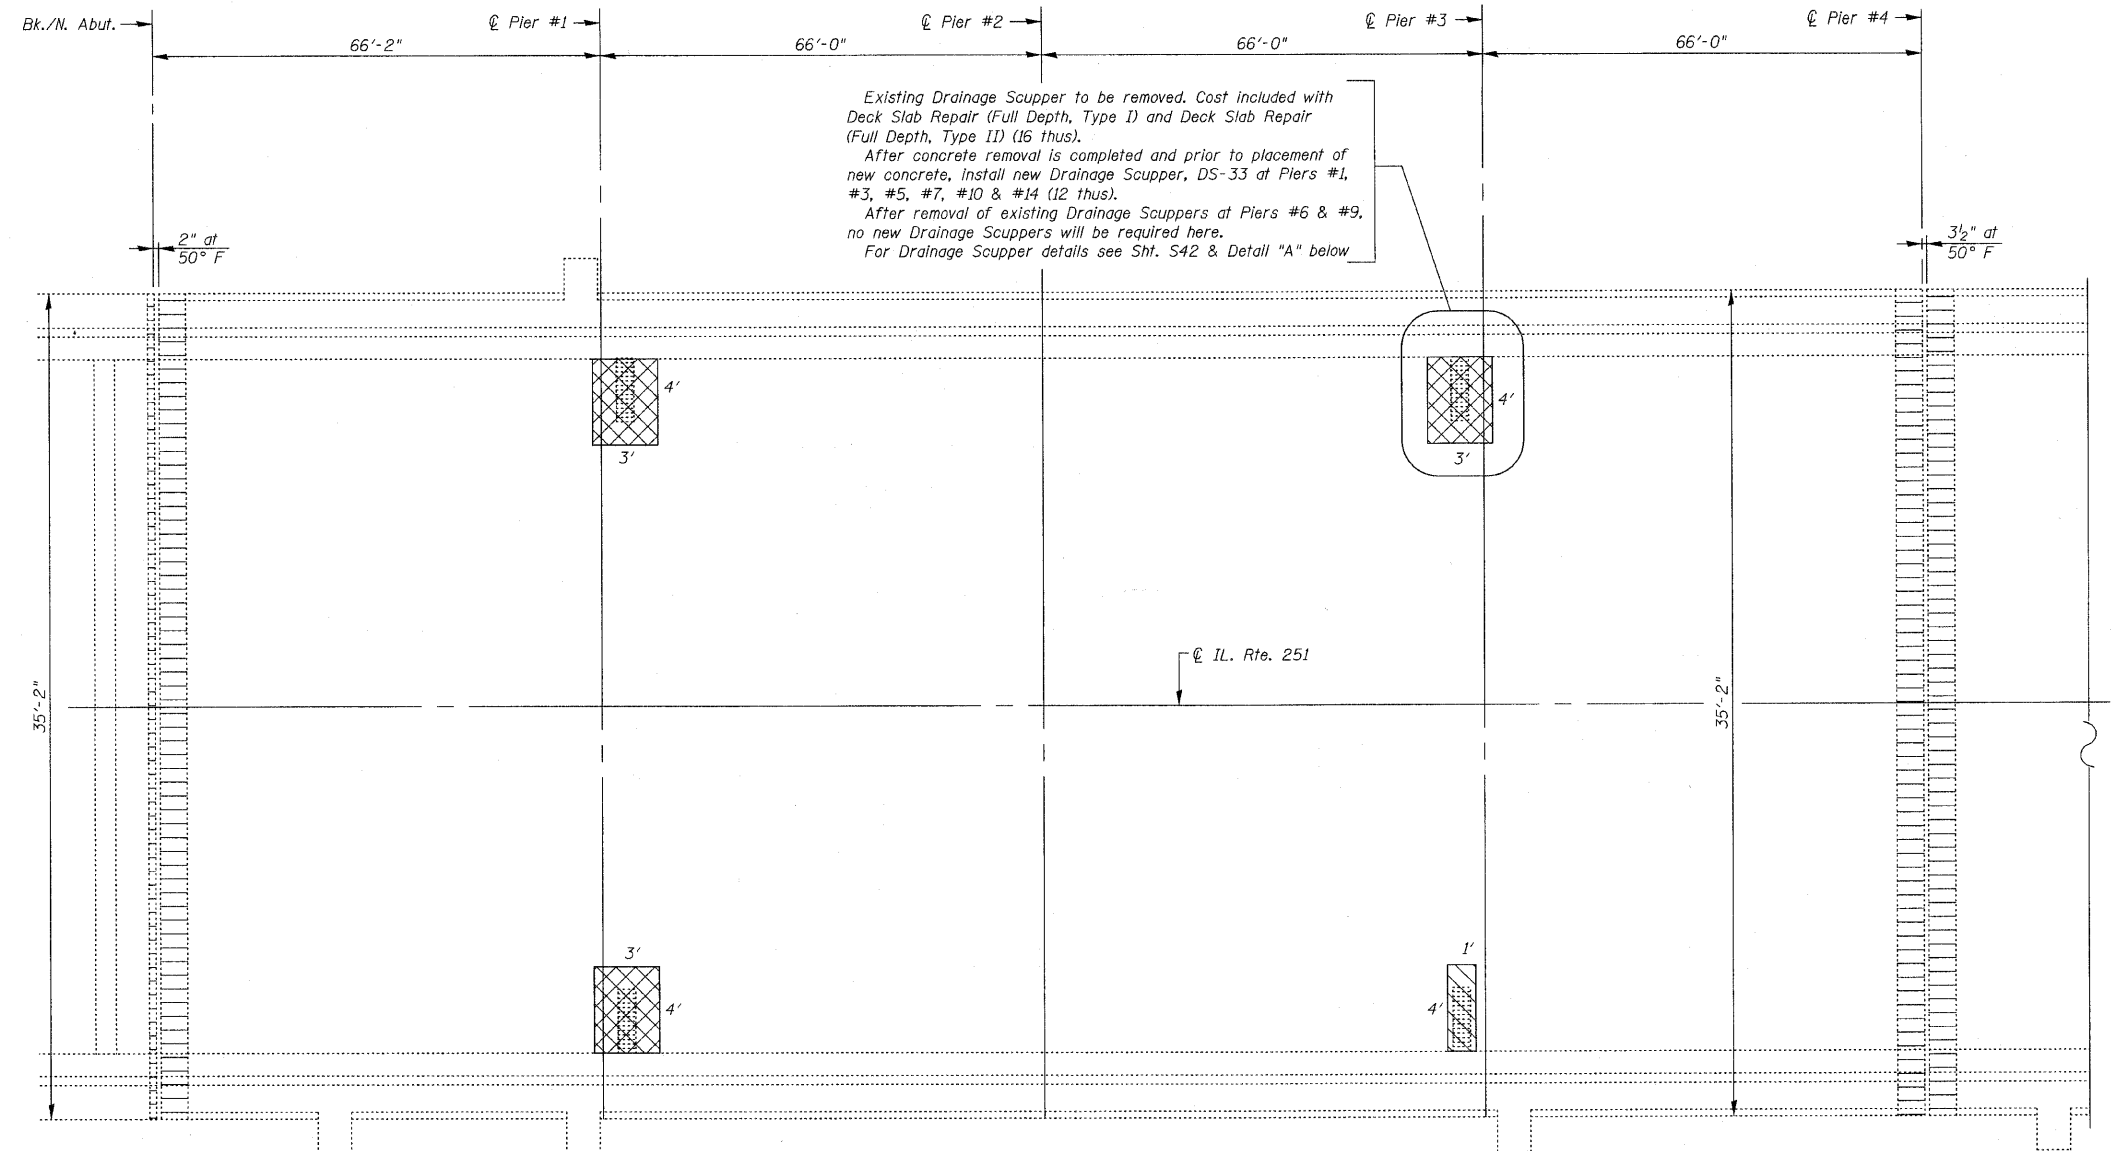 Bk./N. Abut.
℄ Pier #1
℄ Pier #2
℄ Pier #3
℄ Pier #4
66'-2"
66'-0"
66'-0"
66'-0"
Existing Drainage Scupper to be removed. Cost included with
Deck Slab Repair (Full Depth, Type I) and Deck Slab Repair
(Full Depth, Type II) (16 thus).
After concrete removal is completed and prior to placement of
new concrete, install new Drainage Scupper, DS-33 at Piers #1,
#3, #5, #7, #10 & #14 (12 thus).
After removal of existing Drainage Scuppers at Piers #6 & #9,
no new Drainage Scuppers will be required here.
For Drainage Scupper details see Sht. S42 & Detail "A" below
2" at
50° F
3½" at
50° F
4'
3'
4'
3'
℄ IL. Rte. 251
35'-2"
35'-2"
3'
4'
1'
4'